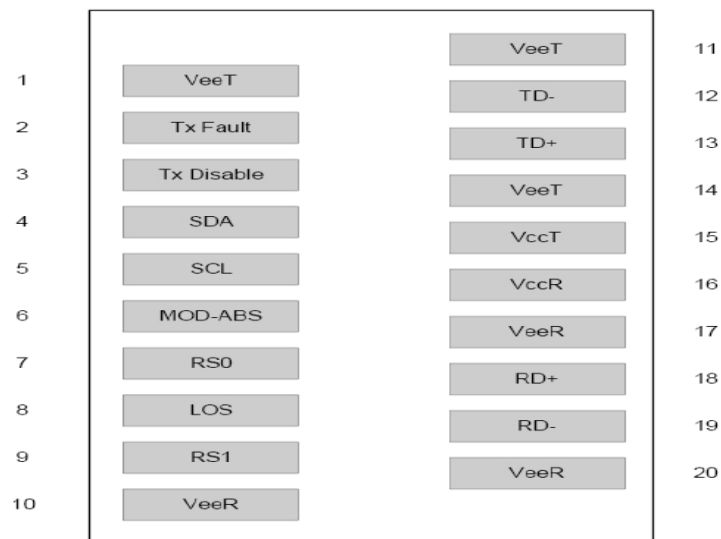 1 VeeT
2 Tx Fault
3 Tx Disable
4 SDA
5 SCL
6 MOD-ABS
7 RS0
8 LOS
9 RS1
10 VeeR
VeeT 11
TD- 12
TD+ 13
VeeT 14
VccT 15
VccR 16
VeeR 17
RD+ 18
RD- 19
VeeR 20